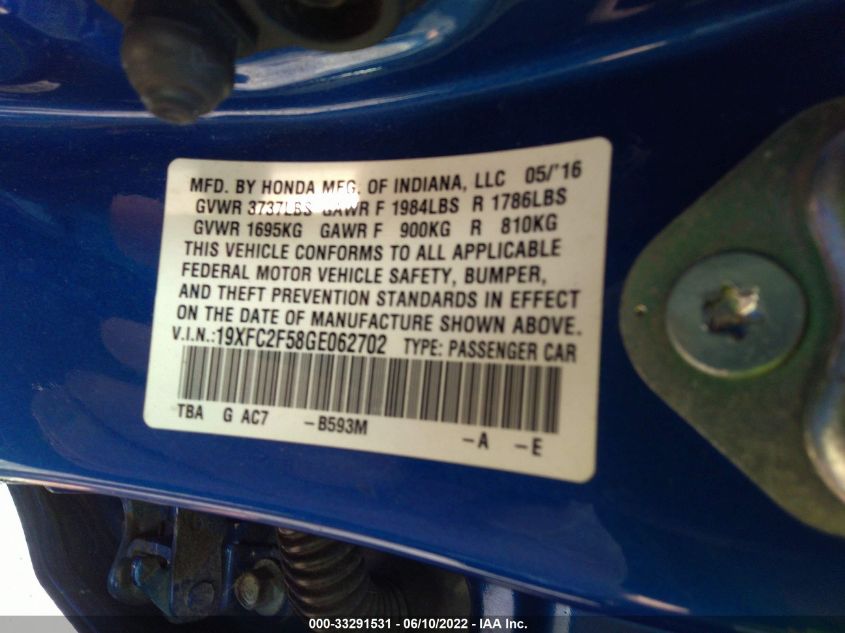 MFD. BY HONDA MFG. OF INDIANA, LLC 05/'16
GVWR 3737LBS GAWR F 1984LBS R 1786LBS
GVWR 1695KG GAWR F 900KG R 810KG
THIS VEHICLE CONFORMS TO ALL APPLICABLE
FEDERAL MOTOR VEHICLE SAFETY, BUMPER,
AND THEFT PREVENTION STANDARDS IN EFFECT
ON THE DATE OF MANUFACTURE SHOWN ABOVE.
V.I.N.:19XFC2F58GE062702 TYPE: PASSENGER CAR
TBA G AC7 -B593M -A -E
000-33291531 - 06/10/2022 - IAA Inc.